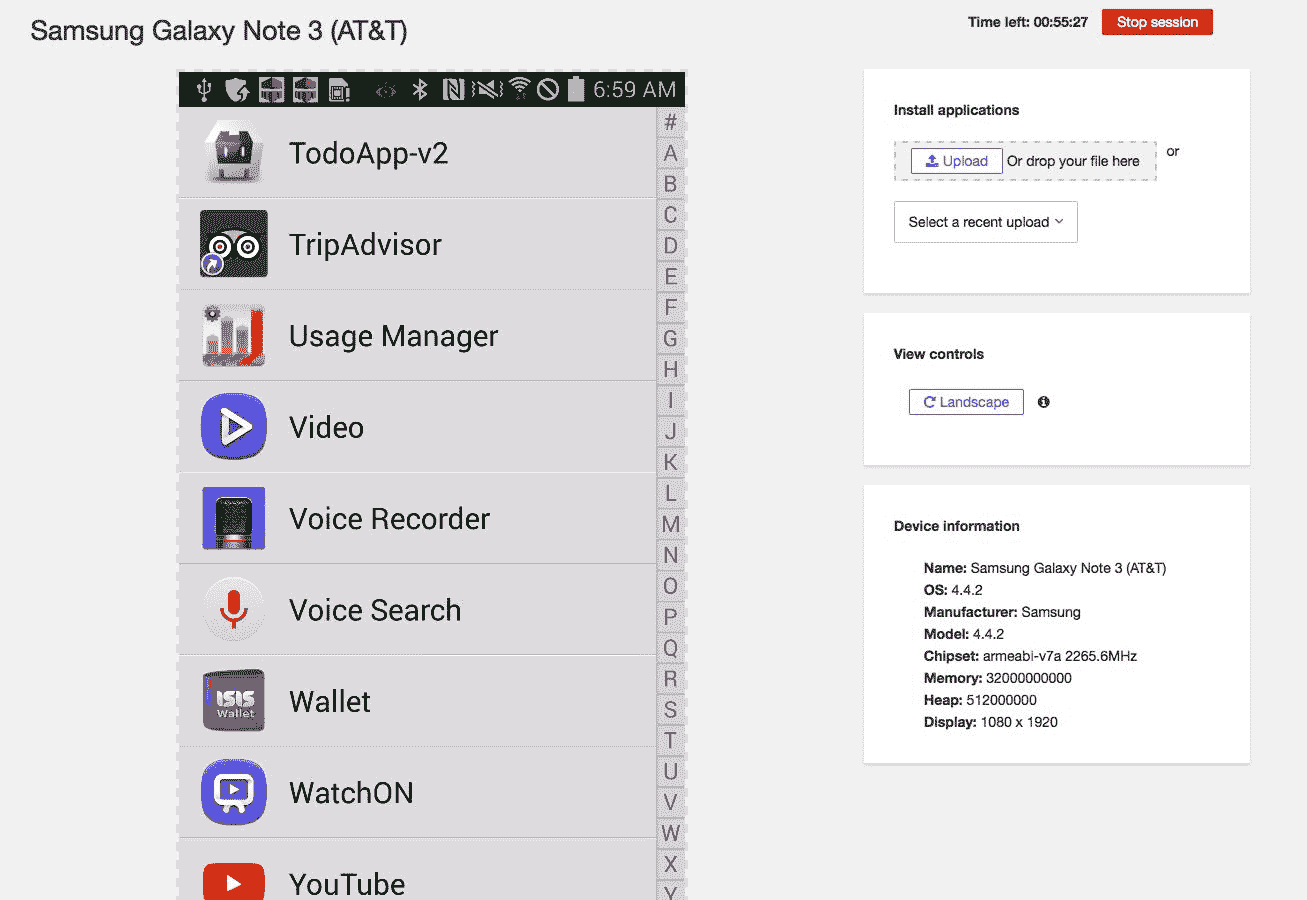 Samsung Galaxy Note 3 (AT&T)
Time left: 00:55:27
Stop session
6:59 AM
TodoApp-v2
TripAdvisor
Usage Manager
Video
Voice Recorder
Voice Search
ISIS
Wallet
Wallet
WatchON
YouTube
#
A
B
C
D
E
F
G
H
I
J
K
L
M
N
O
P
Q
R
S
T
U
V
W
X
Y
Install applications
Upload Or drop your file here
or
Select a recent upload
View controls
Landscape
Device information
Name: Samsung Galaxy Note 3 (AT&T)
OS: 4.4.2
Manufacturer: Samsung
Model: 4.4.2
Chipset: armeabi-v7a 2265.6MHz
Memory: 32000000000
Heap: 512000000
Display: 1080 x 1920